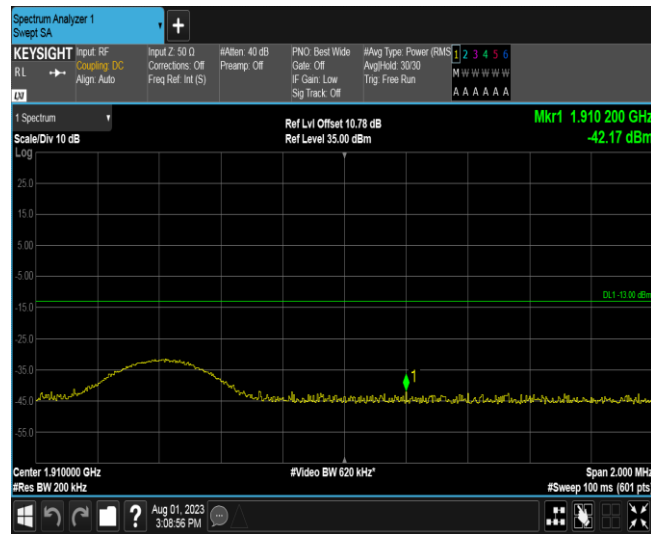 Spectrum Analyzer 1
Swept SA
+
KEYSIGHT Input: RF
R L Coupling: DC
Align: Auto
LXI
Input Z: 50 Ω
Corrections: Off
Freq Ref: Int (S)
#Atten: 40 dB
Preamp: Off
PNO: Best Wide
Gate: Off
IF Gain: Low
Sig Track: Off
#Avg Type: Power (RMS
Avg|Hold: 30/30
Trig: Free Run
1 2 3 4 5 6
M W W W W W
A A A A A A
1 Spectrum
Scale/Div 10 dB
Log
Ref Lvl Offset 10.78 dB
Ref Level 35.00 dBm
Mkr1 1.910 200 GHz
-42.17 dBm
25.0
15.0
5.00
-5.00
DL1 -13.00 dBm
-15.0
-25.0
-35.0
1
-45.0
-55.0
Center 1.910000 GHz
#Res BW 200 kHz
#Video BW 620 kHz*
Span 2.000 MHz
#Sweep 100 ms (601 pts)
?
Aug 01, 2023
3:08:56 PM